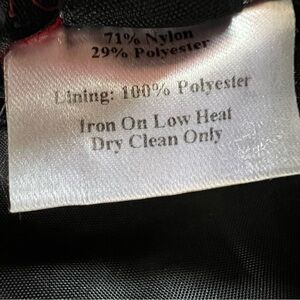 71% Nylon
29% Polyester
Lining: 100% Polyester
Iron On Low Heat
Dry Clean Only